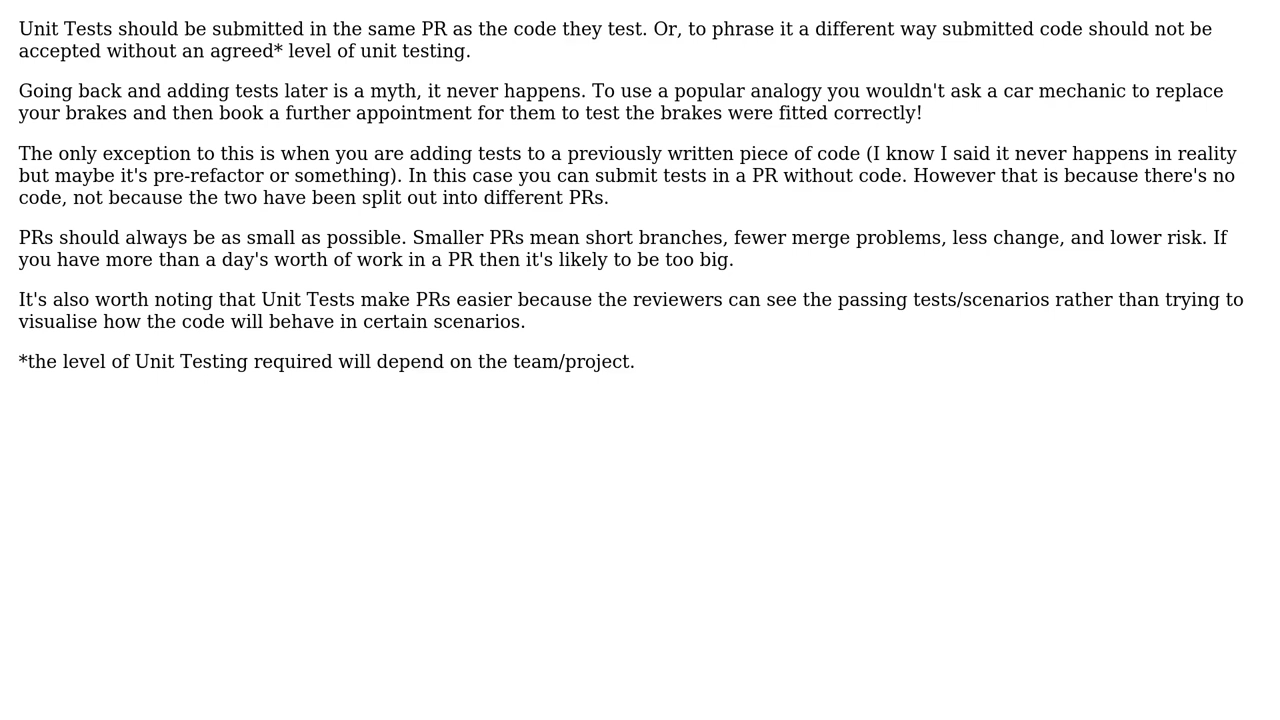 Unit Tests should be submitted in the same PR as the code they test. Or, to phrase it a different way submitted code should not be
accepted without an agreed* level of unit testing.
Going back and adding tests later is a myth, it never happens. To use a popular analogy you wouldn't ask a car mechanic to replace
your brakes and then book a further appointment for them to test the brakes were fitted correctly!
The only exception to this is when you are adding tests to a previously written piece of code (I know I said it never happens in reality
but maybe it's pre-refactor or something). In this case you can submit tests in a PR without code. However that is because there's no
code, not because the two have been split out into different PRs.
PRs should always be as small as possible. Smaller PRs mean short branches, fewer merge problems, less change, and lower risk. If
you have more than a day's worth of work in a PR then it's likely to be too big.
It's also worth noting that Unit Tests make PRs easier because the reviewers can see the passing tests/scenarios rather than trying to
visualise how the code will behave in certain scenarios.
*the level of Unit Testing required will depend on the team/project.